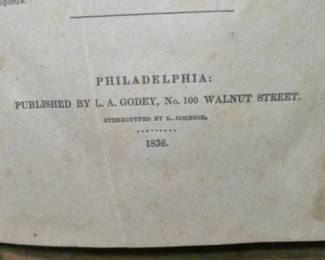 PHILADELPHIA:
PUBLISHED BY L. A. GODEY, No. 100 WALNUT STREET.
STEREOTYPED BY L. JOHNSON.
.........
1836.